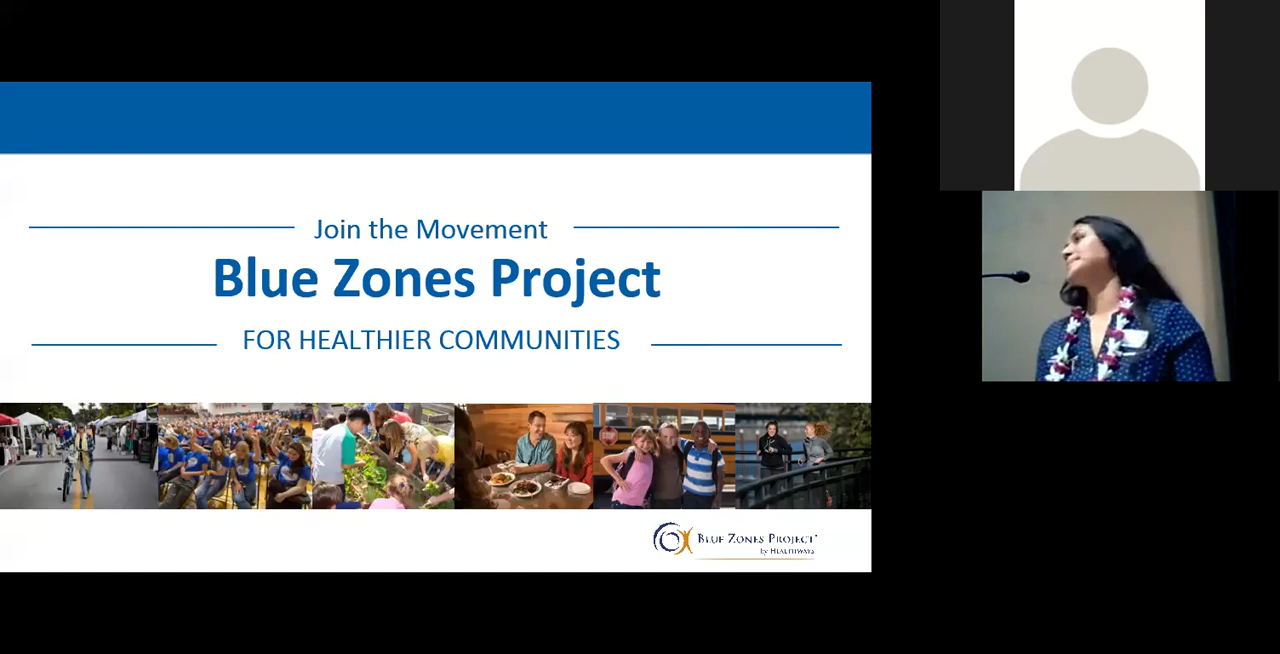 Join the Movement
Blue Zones Project
FOR HEALTHIER COMMUNITIES
BLUE ZONES PROJECT
by HEALTHWAYS